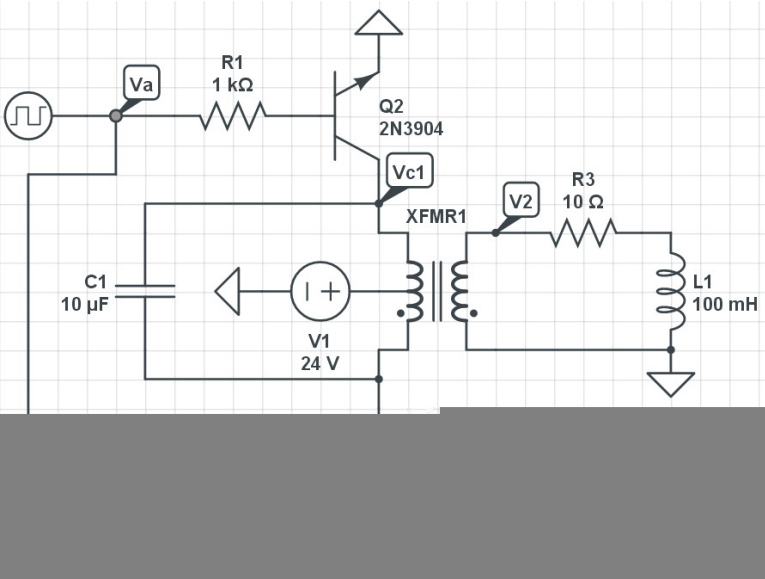 R1
1 kΩ
Va
Q2
2N3904
Vc1
R3
10 Ω
V2
XFMR1
C1
10 µF
L1
100 mH
V1
24 V